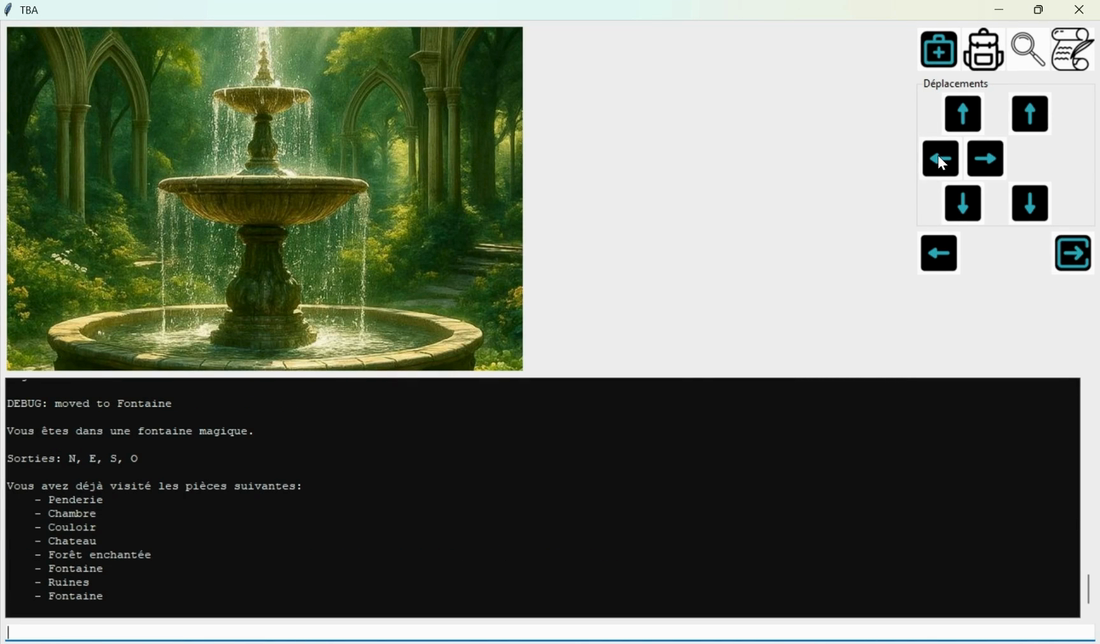 TBA
Déplacements
DEBUG: moved to Fontaine
Vous êtes dans une fontaine magique.
Sorties: N, E, S, O
Vous avez déjà visité les pièces suivantes:
- Penderie
- Chambre
- Couloir
- Chateau
- Forêt enchantée
- Fontaine
- Ruines
- Fontaine